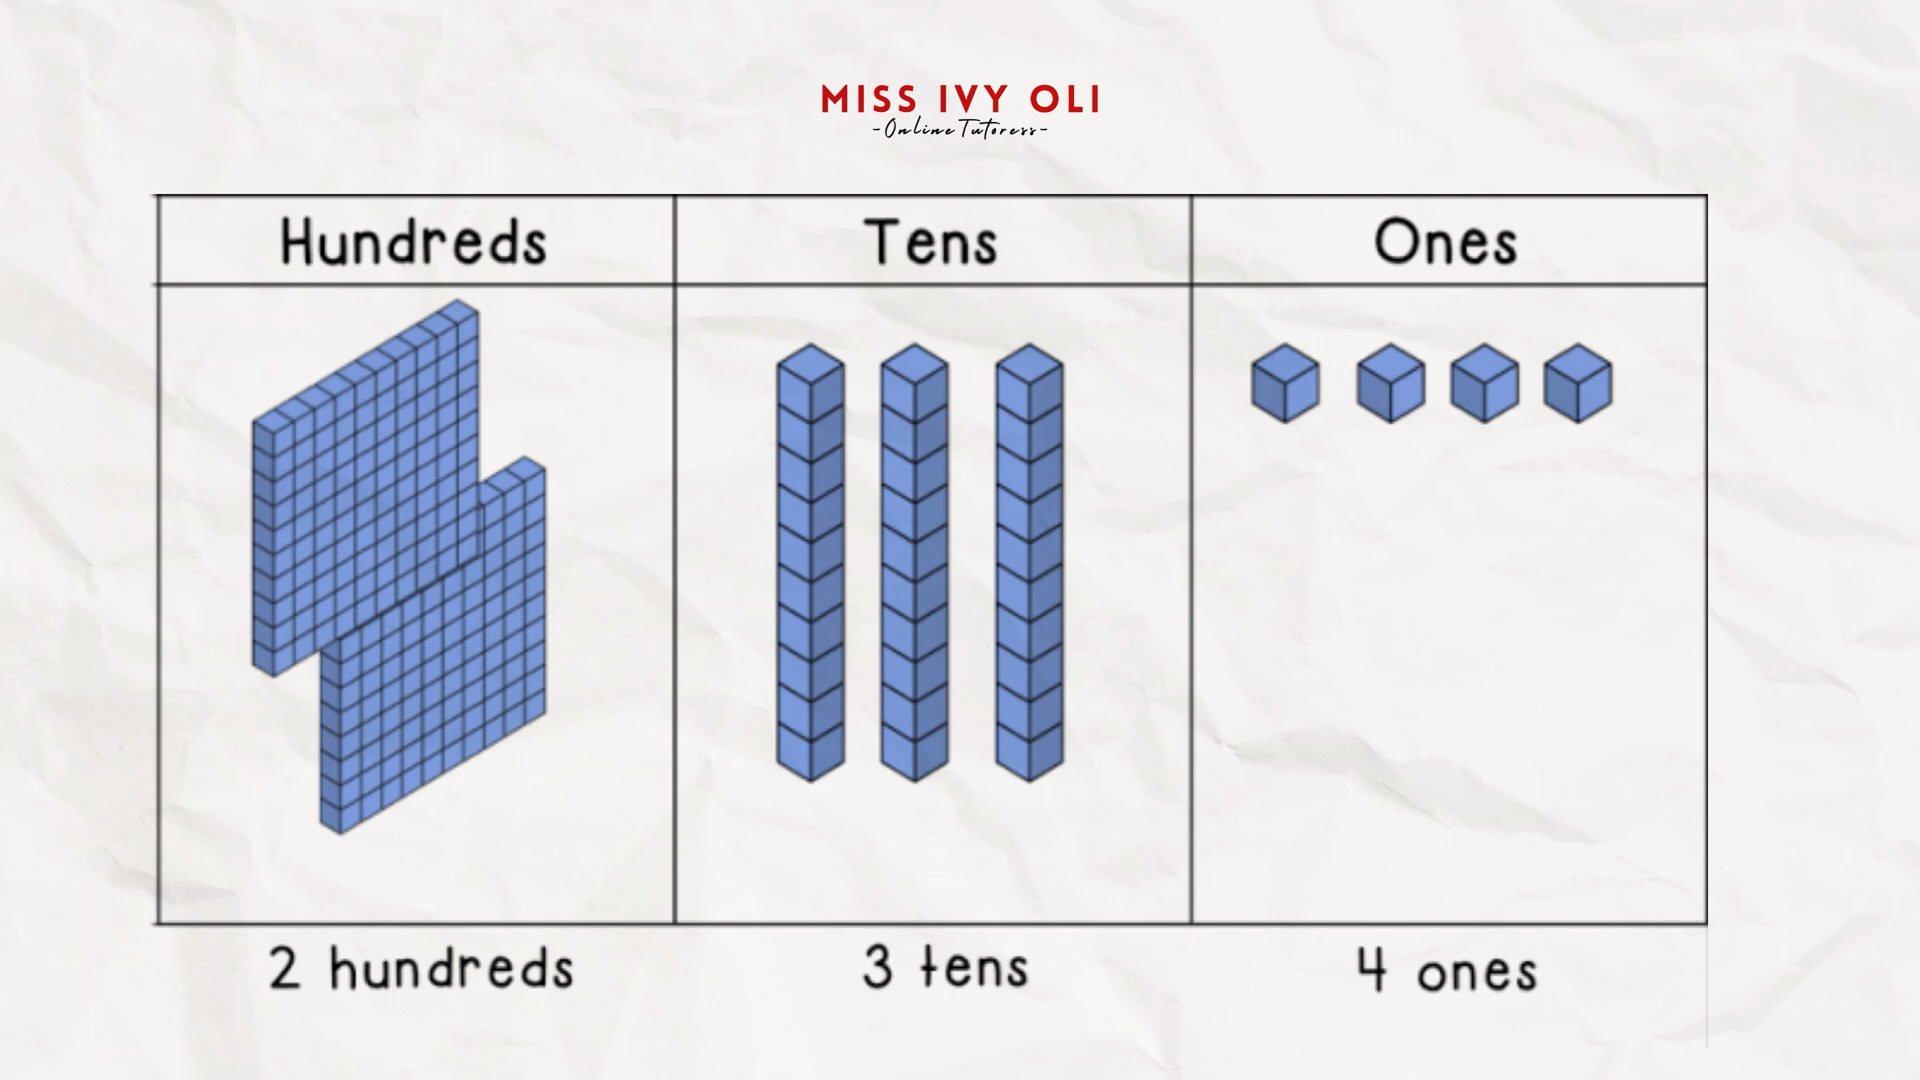 MISS IVY OLI
-Online Tutoress-
Hundreds Tens Ones
2 hundreds 3 tens 4 ones